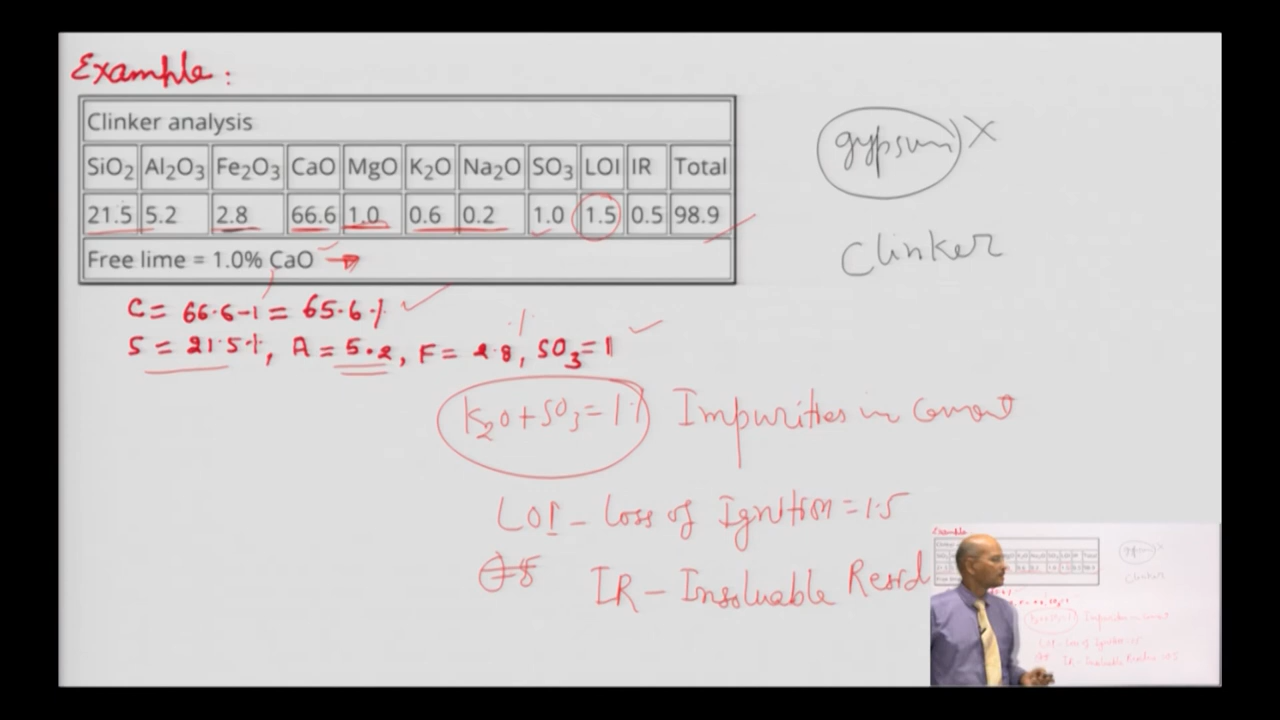 Example:
Clinker analysis
SiO2 Al2O3 Fe2O3 CaO MgO K2O Na2O SO3 LOI IR Total
21.5 5.2 2.8 66.6 1.0 0.6 0.2 1.0 1.5 0.5 98.9
Free lime = 1.0% CaO →
gypsum X
Clinker
C = 66.6-1 = 65.6%
S = 21.5%, A = 5.2, F = 2.8%, SO3 = 1
K2O+SO3=1% Impurities in Cement
LOI - Loss of Ignition = 1.5
IR - Insoluable Resid